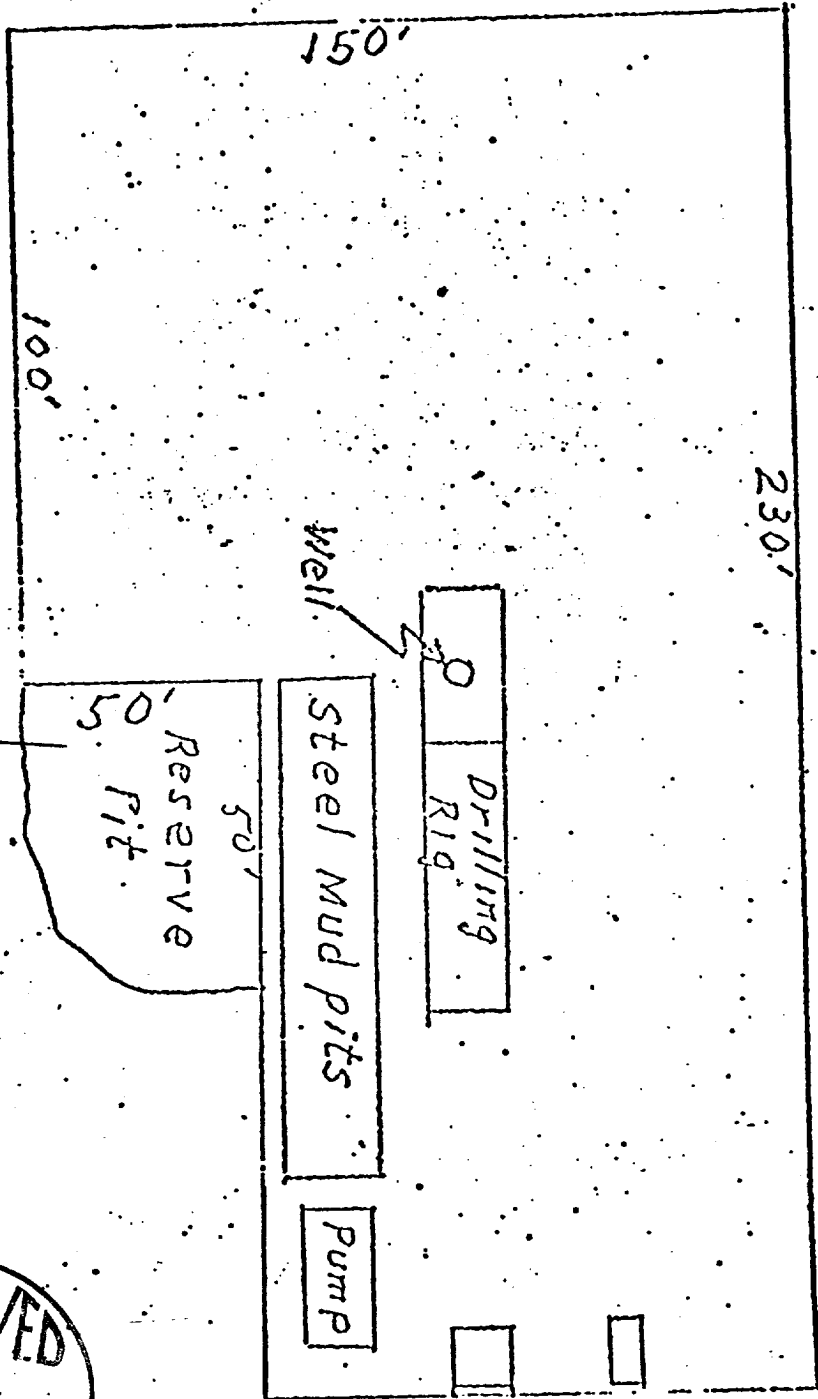 150'
230'
100'
Well
Drilling
Rig
Steel Mud pits
50'
50'
Reserve
Pit
Pump